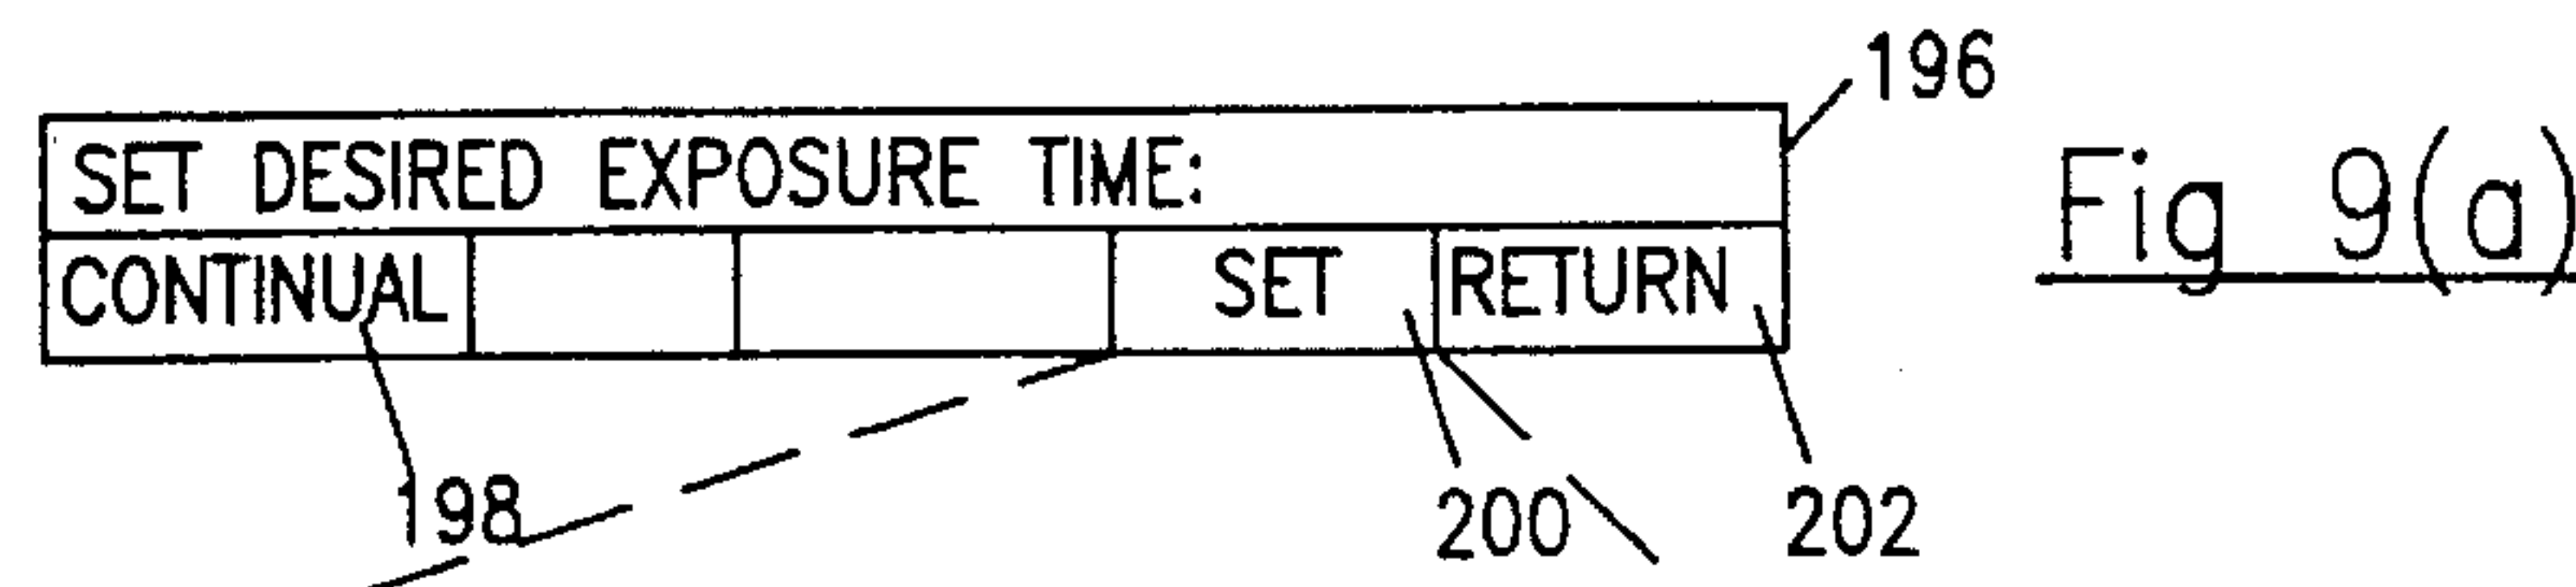 196
SET DESIRED EXPOSURE TIME:
Fig 9(a)
CONTINUAL SET RETURN
198 200 202